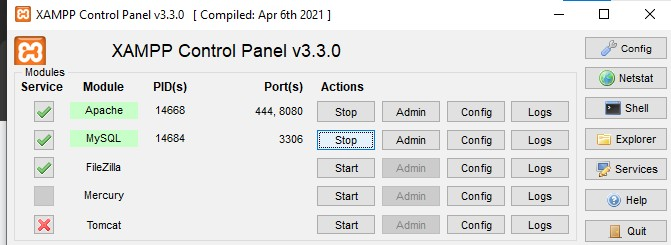 XAMPP Control Panel v3.3.0 [ Compiled: Apr 6th 2021 ]
XAMPP Control Panel v3.3.0
Config
Modules
Service Module PID(s) Port(s) Actions
Netstat
Apache 14668 444, 8080 Stop Admin Config Logs
Shell
MySQL 14684 3306 Stop Admin Config Logs
Explorer
FileZilla Start Admin Config Logs
Services
Mercury Start Admin Config Logs
Help
Tomcat Start Admin Config Logs
Quit